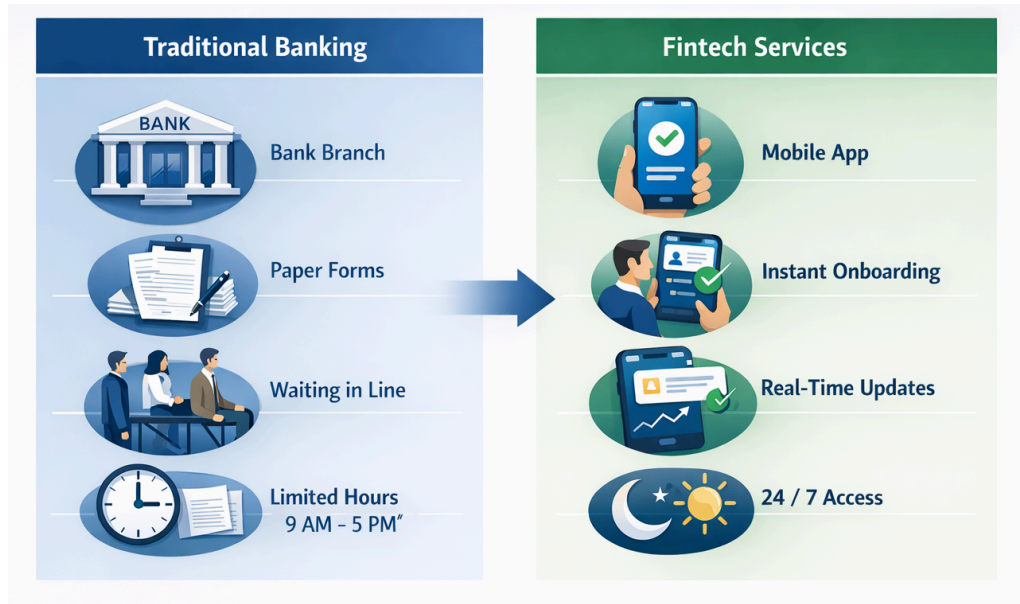 Traditional Banking
BANK
Bank Branch
Paper Forms
Waiting in Line
Limited Hours
9 AM – 5 PM″
Fintech Services
Mobile App
Instant Onboarding
Real-Time Updates
24 / 7 Access